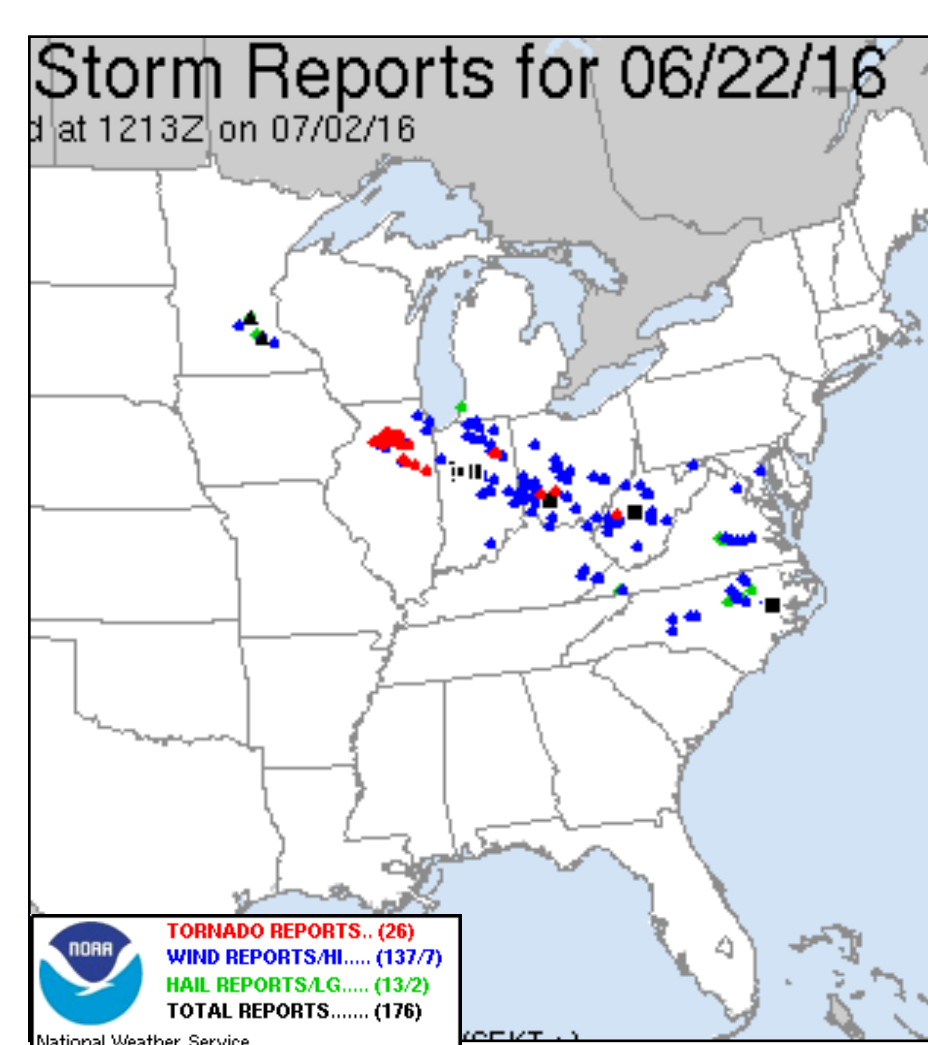 Storm Reports for 06/22/16
d at 1213Z on 07/02/16
NOAA
TORNADO REPORTS.. (26)
WIND REPORTS/HI..... (137/7)
HAIL REPORTS/LG..... (13/2)
TOTAL REPORTS....... (176)
National Weather Service